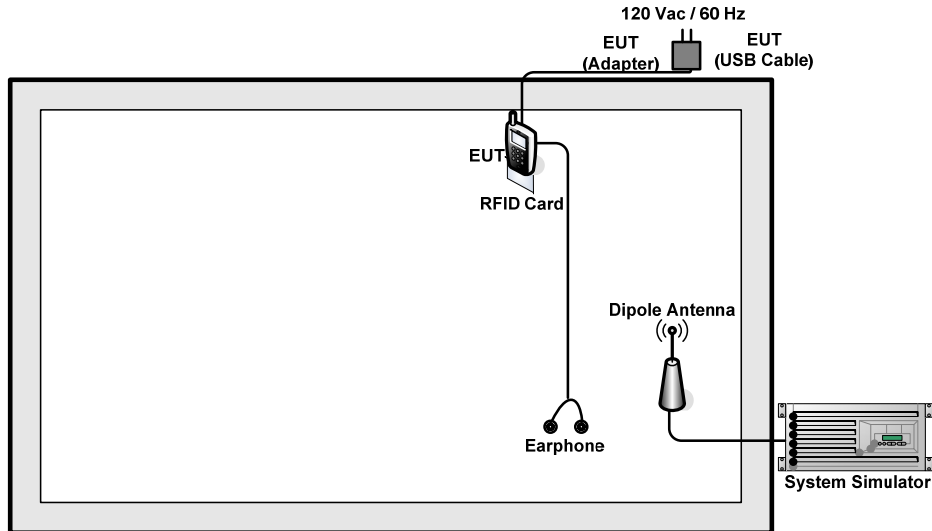 120 Vac / 60 Hz
EUT
(Adapter)
EUT
(USB Cable)
EUT
RFID Card
Dipole Antenna
Earphone
System Simulator